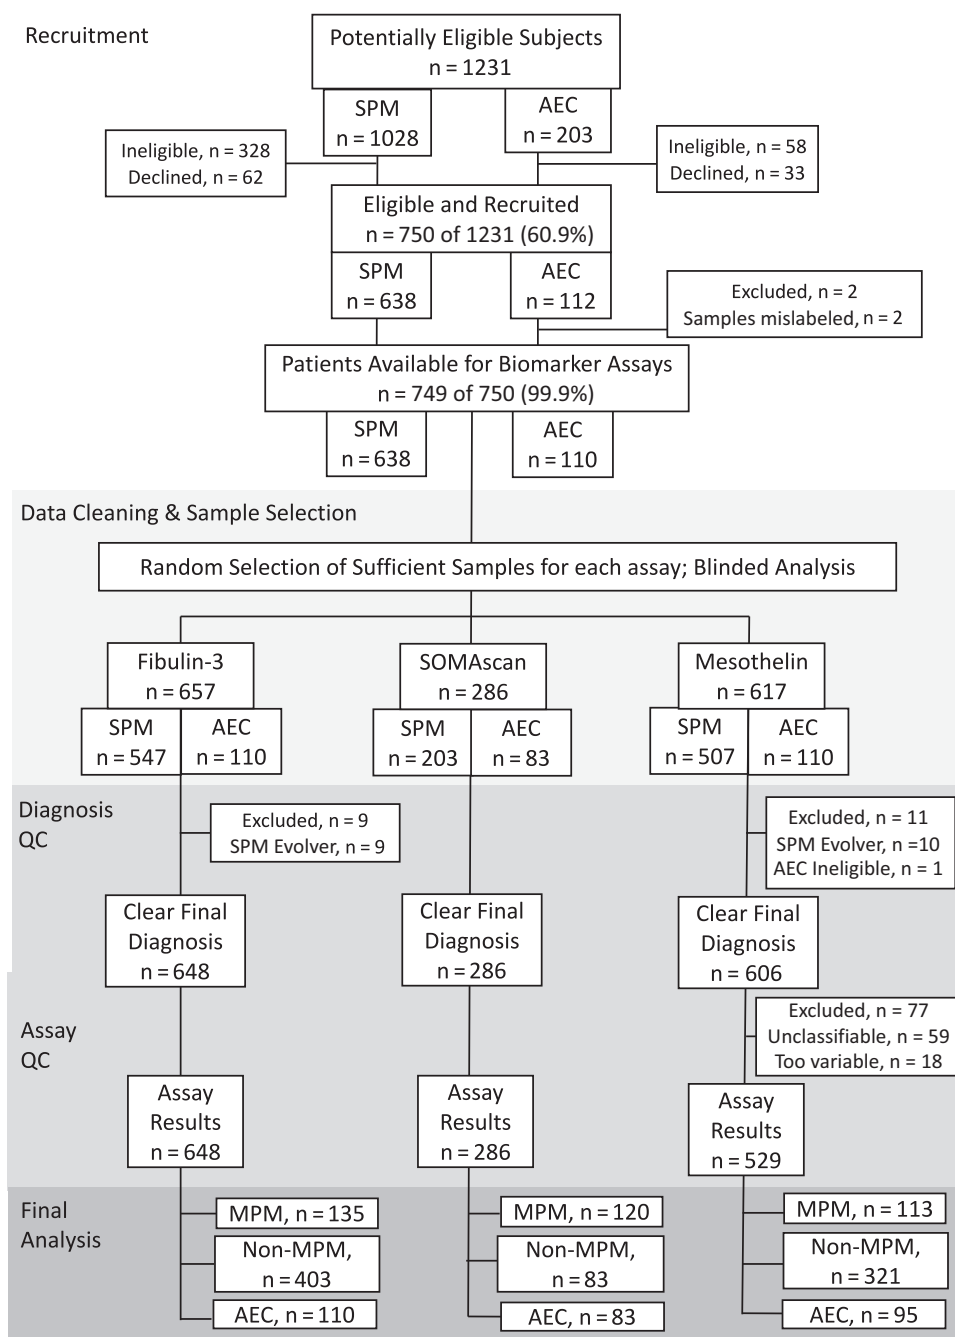 Recruitment
Potentially Eligible Subjects
n = 1231
SPM
n = 1028
AEC
n = 203
Ineligible, n = 328
Declined, n = 62
Ineligible, n = 58
Declined, n = 33
Eligible and Recruited
n = 750 of 1231 (60.9%)
SPM
n = 638
AEC
n = 112
Excluded, n = 2
Samples mislabeled, n = 2
Patients Available for Biomarker Assays
n = 749 of 750 (99.9%)
SPM
n = 638
AEC
n = 110
Data Cleaning & Sample Selection
Random Selection of Sufficient Samples for each assay; Blinded Analysis
Fibulin-3
n = 657
SPM
n = 547
AEC
n = 110
SOMAscan
n = 286
SPM
n = 203
AEC
n = 83
Mesothelin
n = 617
SPM
n = 507
AEC
n = 110
Diagnosis
QC
Excluded, n = 9
SPM Evolver, n = 9
Excluded, n = 11
SPM Evolver, n =10
AEC Ineligible, n = 1
Clear Final
Diagnosis
n = 648
Clear Final
Diagnosis
n = 286
Clear Final
Diagnosis
n = 606
Assay
QC
Excluded, n = 77
Unclassifiable, n = 59
Too variable, n = 18
Assay
Results
n = 648
Assay
Results
n = 286
Assay
Results
n = 529
Final
Analysis
MPM, n = 135
Non-MPM,
n = 403
AEC, n = 110
MPM, n = 120
Non-MPM,
n = 83
AEC, n = 83
MPM, n = 113
Non-MPM,
n = 321
AEC, n = 95